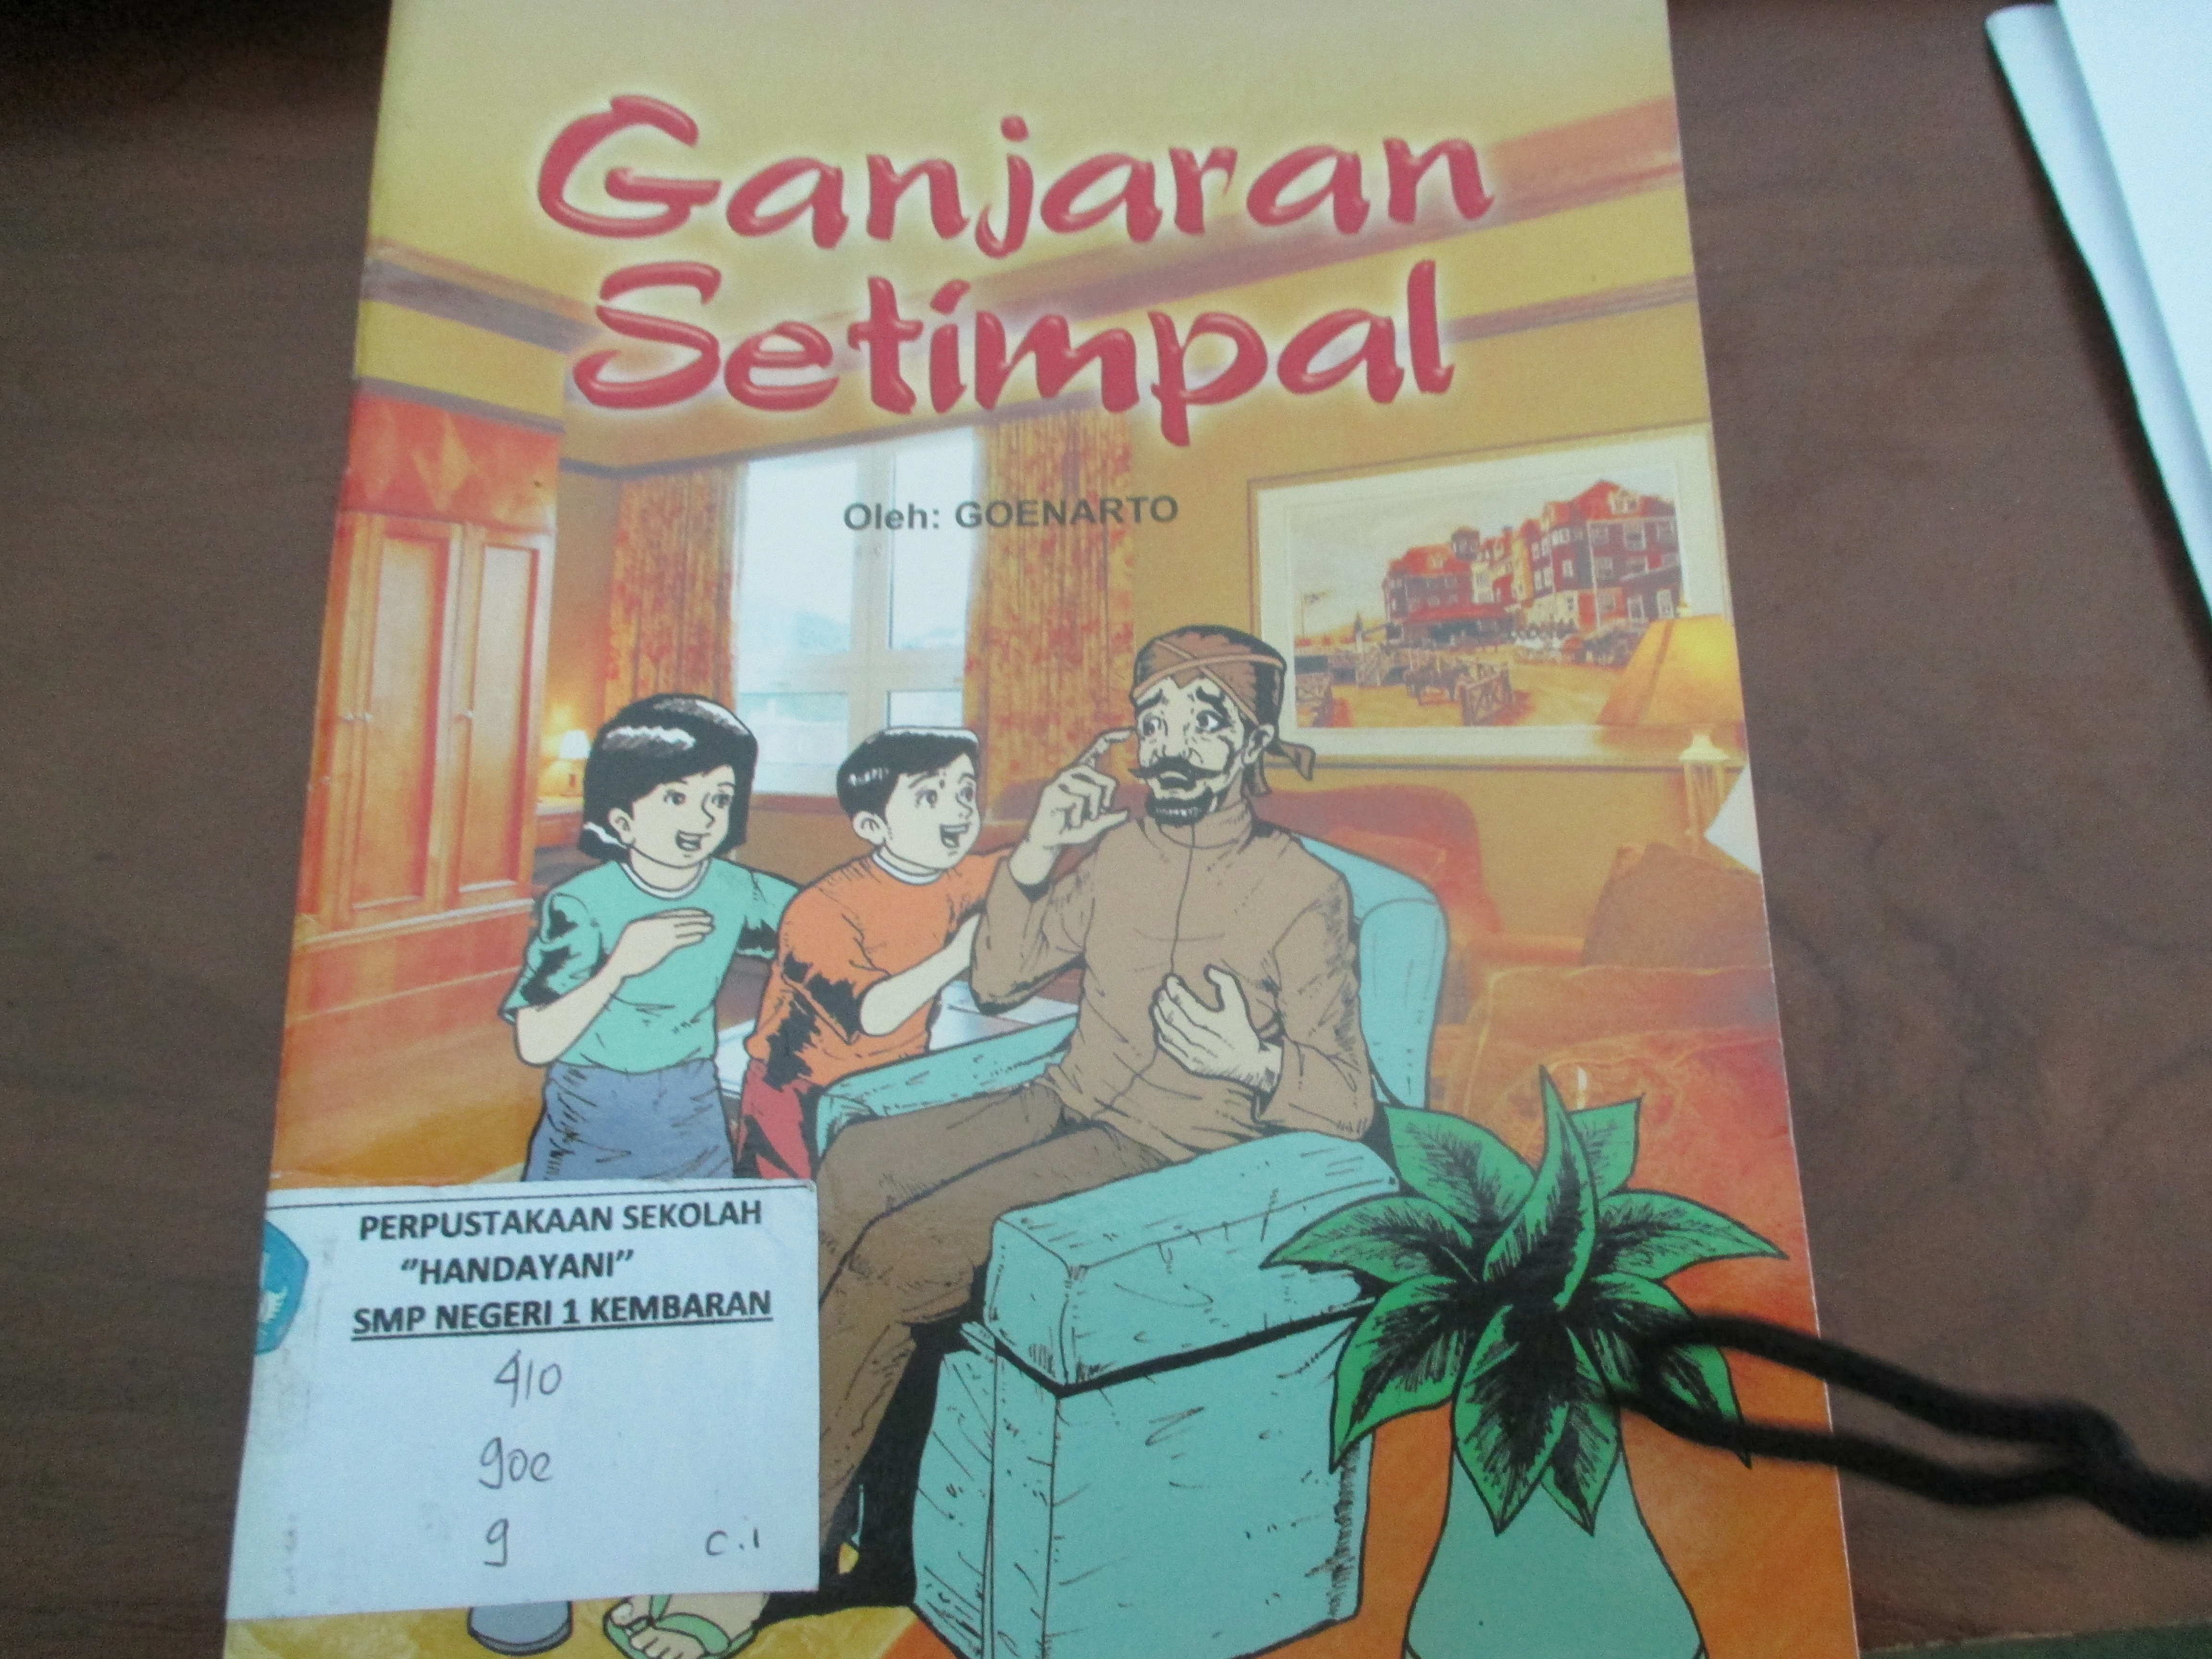 Ganjaran
Setimpal
Oleh: GOENARTO
PERPUSTAKAAN SEKOLAH
"HANDAYANI"
SMP NEGERI 1 KEMBARAN
410
goe
g c.1